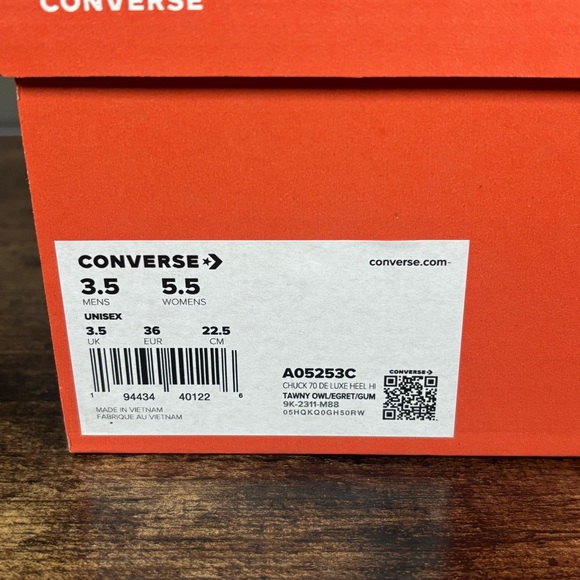 CONVERSE
CONVERSE
converse.com
3.5 5.5
MENS WOMENS
UNISEX
3.5 36 22.5
UK EUR CM
1 94434 40122 6
MADE IN VIETNAM
FABRIQUÉ AU VIETNAM
A05253C
CHUCK 70 DE LUXE HEEL HI
TAWNY OWL/EGRET/GUM
9K-2311-M88
05HQKQ0GH50RW
CONVERSE